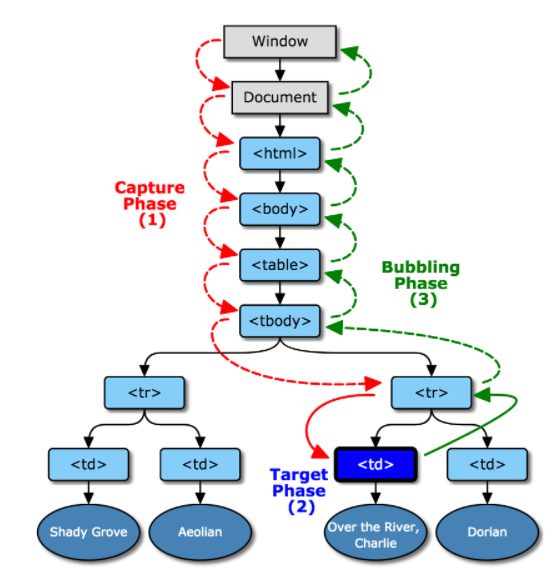 Window
Document
<html>
Capture
Phase
(1)
<body>
<table>
Bubbling
Phase
(3)
<tbody>
<tr>
<tr>
<td>
<td>
Target
Phase
(2)
<td>
<td>
Shady Grove
Aeolian
Over the River,
Charlie
Dorian